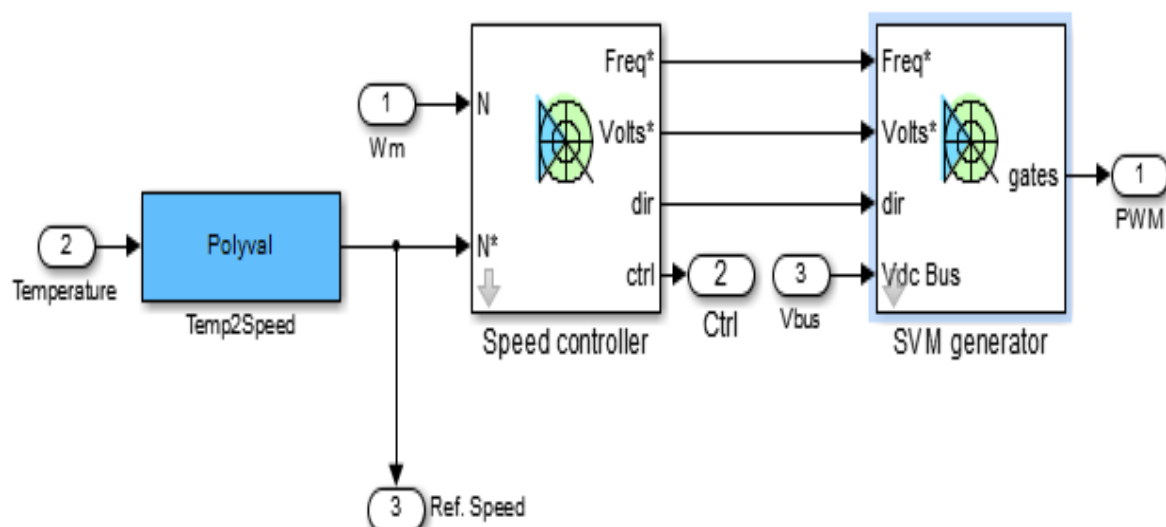 Freq*
Freq*
1
N
Wm
Volts*
Volts*
gates
1
PWM
dir
dir
2
Temperature
Polyval
Temp2Speed
N*
ctrl
2
Ctrl
3
Vbus
Vdc Bus
Speed controller
SVM generator
3
Ref. Speed